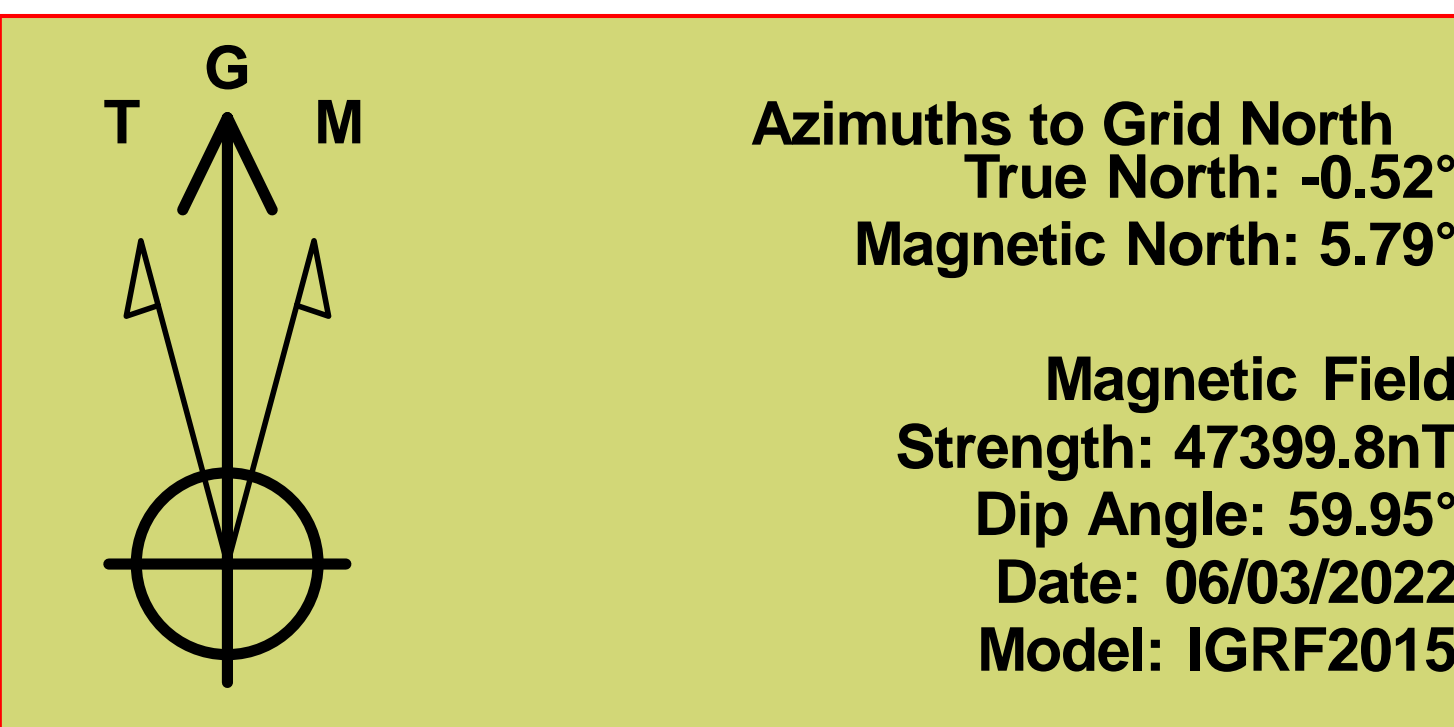 G
T M
Azimuths to Grid North
True North: -0.52°
Magnetic North: 5.79°
Magnetic Field
Strength: 47399.8nT
Dip Angle: 59.95°
Date: 06/03/2022
Model: IGRF2015